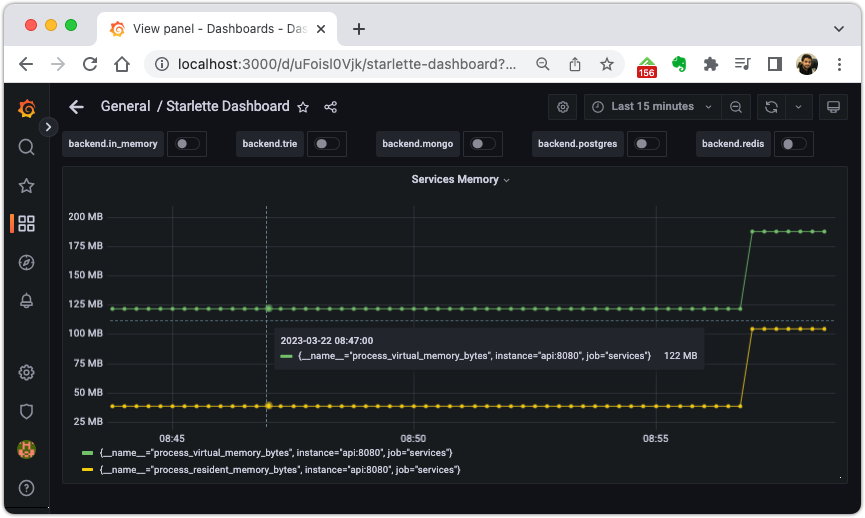 View panel - Dashboards - Das
localhost:3000/d/uFoisl0Vjk/starlette-dashboard?...
156
General / Starlette Dashboard
Last 15 minutes
backend.in_memory
backend.trie
backend.mongo
backend.postgres
backend.redis
Services Memory
200 MB
175 MB
150 MB
125 MB
100 MB
75 MB
50 MB
25 MB
2023-03-22 08:47:00
{__name__="process_virtual_memory_bytes", instance="api:8080", job="services"} 122 MB
08:45 08:50 08:55
{__name__="process_virtual_memory_bytes", instance="api:8080", job="services"}
{__name__="process_resident_memory_bytes", instance="api:8080", job="services"}